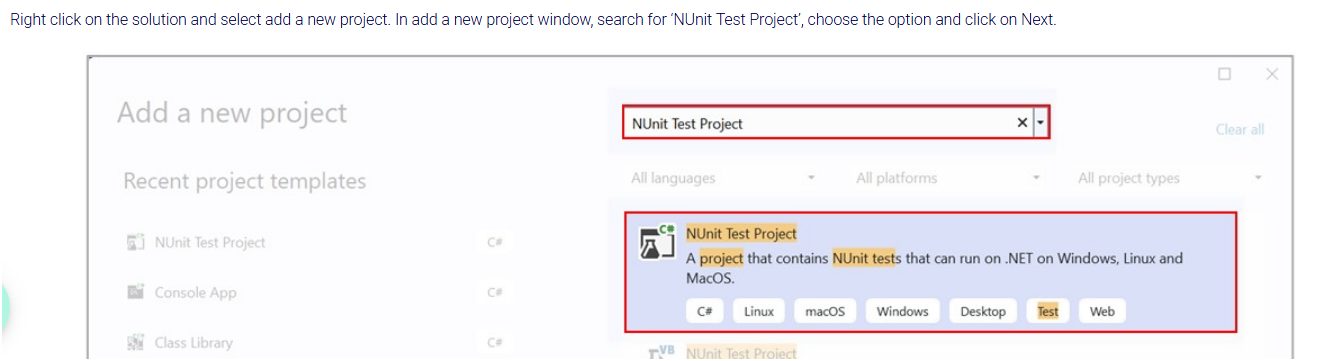 Right click on the solution and select add a new project. In add a new project window, search for ‘NUnit Test Project’, choose the option and click on Next.
Add a new project
NUnit Test Project
Clear all
Recent project templates
All languages
All platforms
All project types
NUnit Test Project
C#
Console App
C#
Class Library
C#
C#
NUnit Test Project
A project that contains NUnit tests that can run on .NET on Windows, Linux and
MacOS.
C#
Linux
macOS
Windows
Desktop
Test
Web
VB
NUnit Test Project